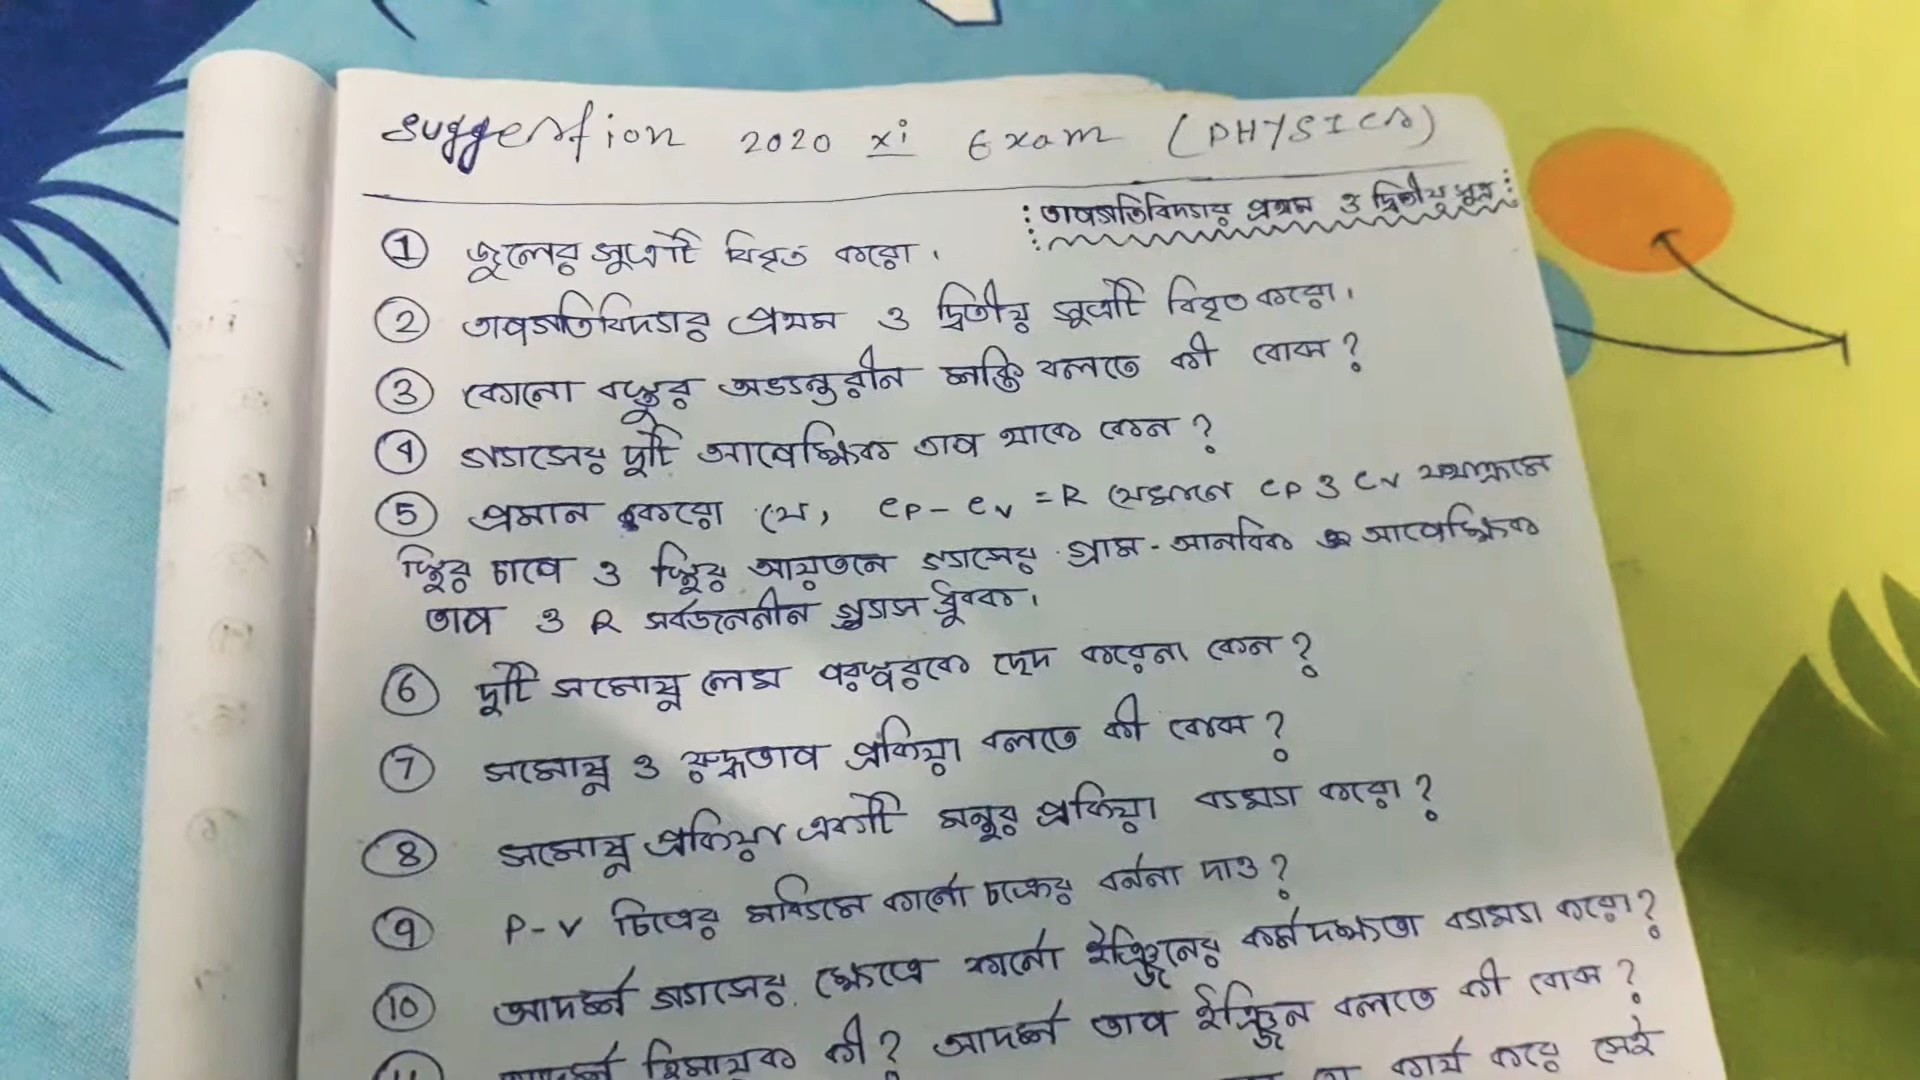 Suggestion 2020 xi Exam (PHYSICS)
তাপগতিবিদ্যার প্রথম ও দ্বিতীয় সূত্র
① জুলের সূত্রটি বিবৃত করো।
② তাপগতিবিদ্যার প্রথম ও দ্বিতীয় সূত্রটি বিবৃত করো।
③ কোনো বস্তুর অভ্যন্তরীন শক্তি বলতে কী বোঝ?
④ গ্যাসের দুটি আপেক্ষিক তাপ থাকে কেন?
⑤ প্রমান করো যে, CP - Cv = R যেখানে CP ও Cv যথাক্রমে
স্থির চাপে ও স্থির আয়তনে গ্যাসের গ্রাম-আনবিক আপেক্ষিক
তাপ ও R সর্বজনীন গ্যাস ধ্রুবক।
⑥ দুটি সমোষ্ণ লেখ পরস্পরকে ছেদ করেনা কেন?
⑦ সমোষ্ণ ও রুদ্ধতাপ প্রক্রিয়া বলতে কী বোঝ?
⑧ সমোষ্ণ প্রক্রিয়া একটি মন্থর প্রক্রিয়া ব্যাখ্যা করো?
⑨ P-V চিত্রের সাহায্যে কার্নো চক্রের বর্ননা দাও?
⑩ আদর্শ গ্যাসের ক্ষেত্রে কার্নো ইঞ্জিনের কর্মদক্ষতা ব্যাখ্যা করো?
⑪ আদর্শ হিমায়ক কী? আদর্শ তাপ ইঞ্জিন বলতে কী বোঝ?
কার্য করে সেই